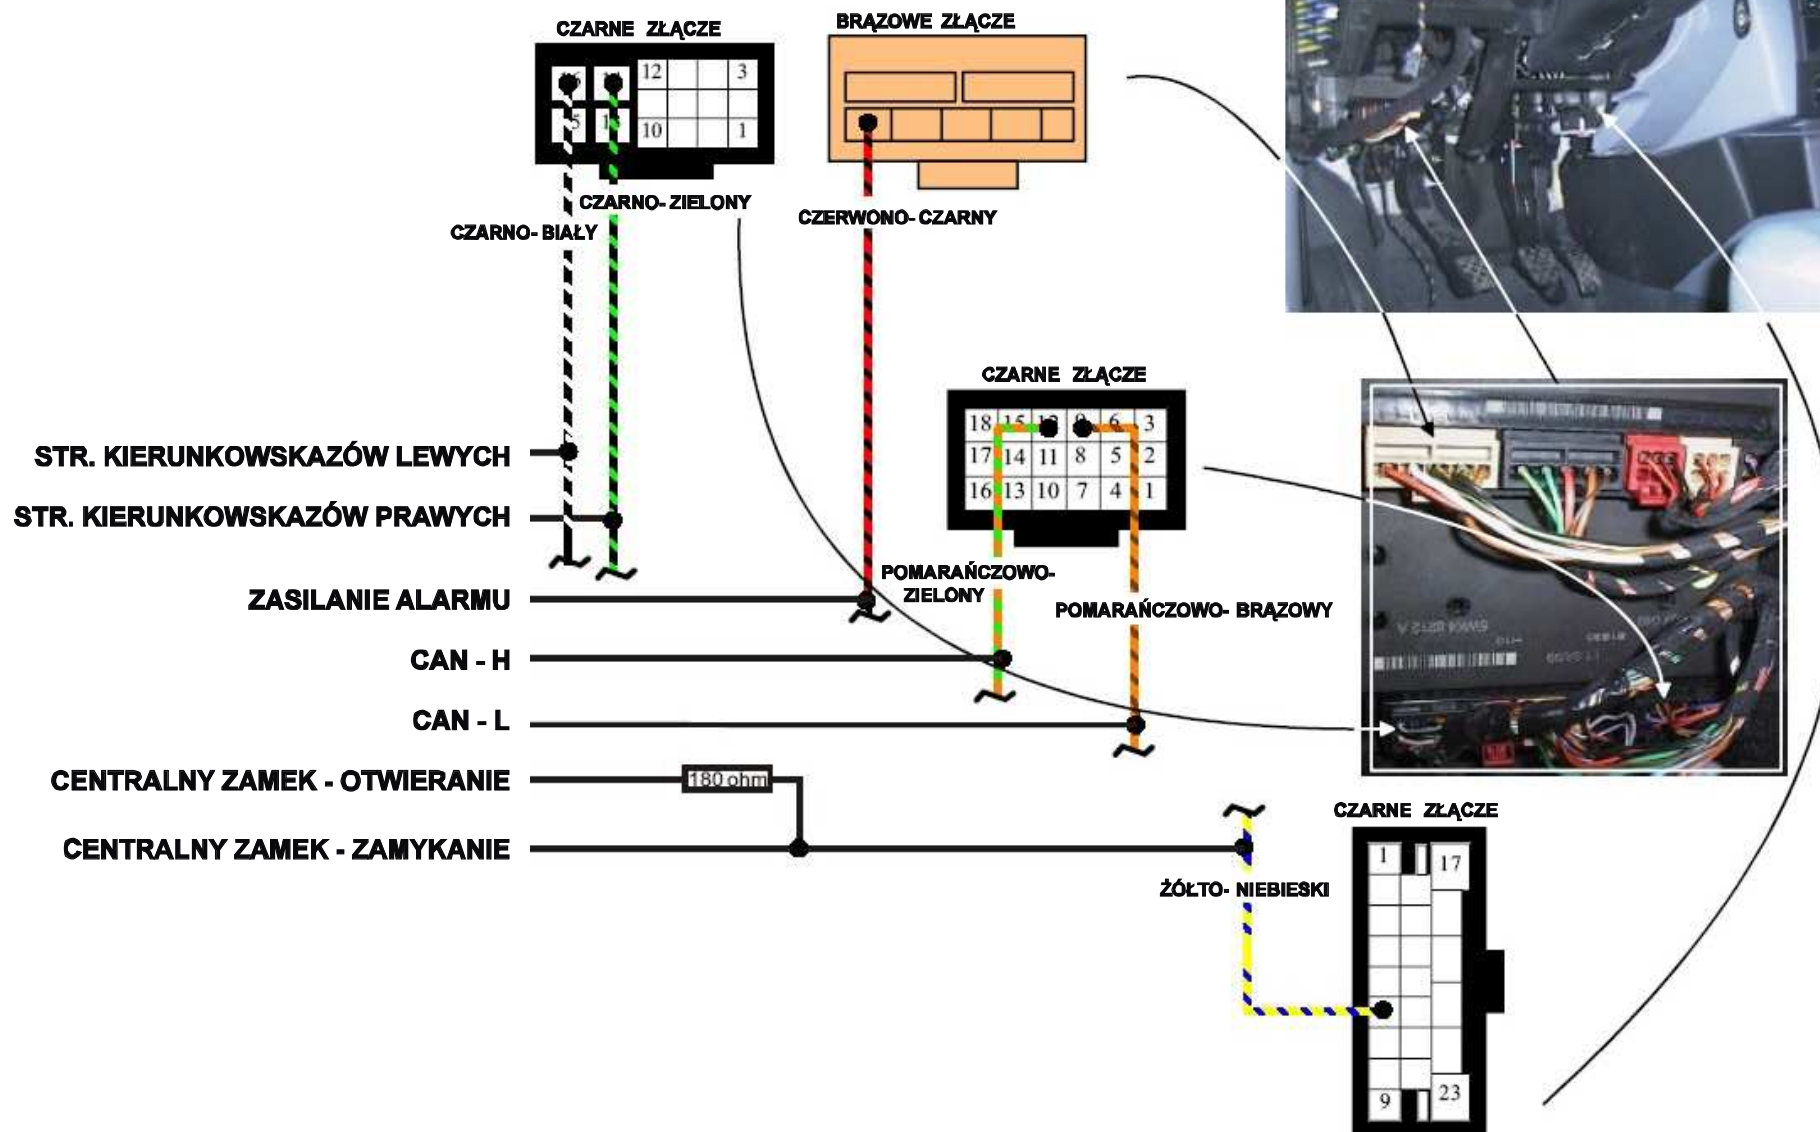 CZARNE ZŁĄCZE
BRĄZOWE ZŁĄCZE
12
3
10
1
CZARNO- ZIELONY
CZARNO- BIAŁY
CZERWONO- CZARNY
CZARNE ZŁĄCZE
18 15 12 9 6 3
17 14 11 8 5 2
16 13 10 7 4 1
STR. KIERUNKOWSKAZÓW LEWYCH
STR. KIERUNKOWSKAZÓW PRAWYCH
ZASILANIE ALARMU
POMARAŃCZOWO-
ZIELONY
POMARAŃCZOWO- BRĄZOWY
CAN - H
CAN - L
CENTRALNY ZAMEK - OTWIERANIE
180 ohm
CENTRALNY ZAMEK - ZAMYKANIE
CZARNE ZŁĄCZE
ŻÓŁTO- NIEBIESKI
1
17
9
23